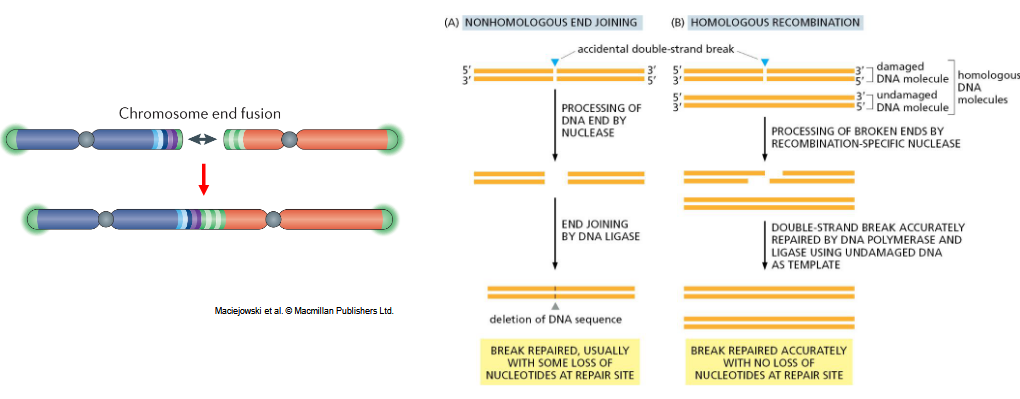 Chromosome end fusion
Maciejowski et al. © Macmillan Publishers Ltd.
(A) NONHOMOLOGOUS END JOINING
accidental double-strand break
5′ 3′
3′ 5′
PROCESSING OF
DNA END BY
NUCLEASE
END JOINING
BY DNA LIGASE
deletion of DNA sequence
BREAK REPAIRED, USUALLY
WITH SOME LOSS OF
NUCLEOTIDES AT REPAIR SITE
(B) HOMOLOGOUS RECOMBINATION
5′ 3′
3′ 5′
damaged
DNA molecule
5′ 3′
3′ 5′
undamaged
DNA molecule
homologous
DNA
molecules
PROCESSING OF BROKEN ENDS BY
RECOMBINATION-SPECIFIC NUCLEASE
DOUBLE-STRAND BREAK ACCURATELY
REPAIRED BY DNA POLYMERASE AND
LIGASE USING UNDAMAGED DNA
AS TEMPLATE
BREAK REPAIRED ACCURATELY
WITH NO LOSS OF
NUCLEOTIDES AT REPAIR SITE